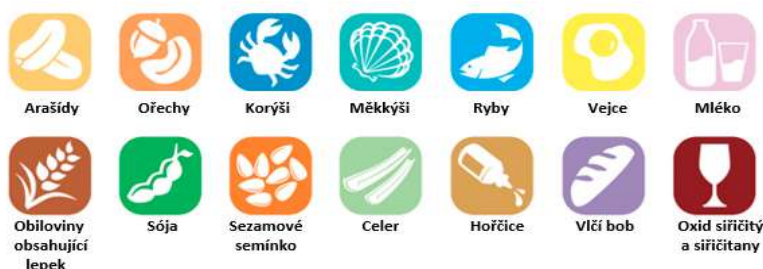 Arašídy
Ořechy
Korýši
Měkkýši
Ryby
Vejce
Mléko
Obiloviny
obsahující
lepek
Sója
Sezamové
semínko
Celer
Hořčice
Vlčí bob
Oxid siřičitý
a siřičitany